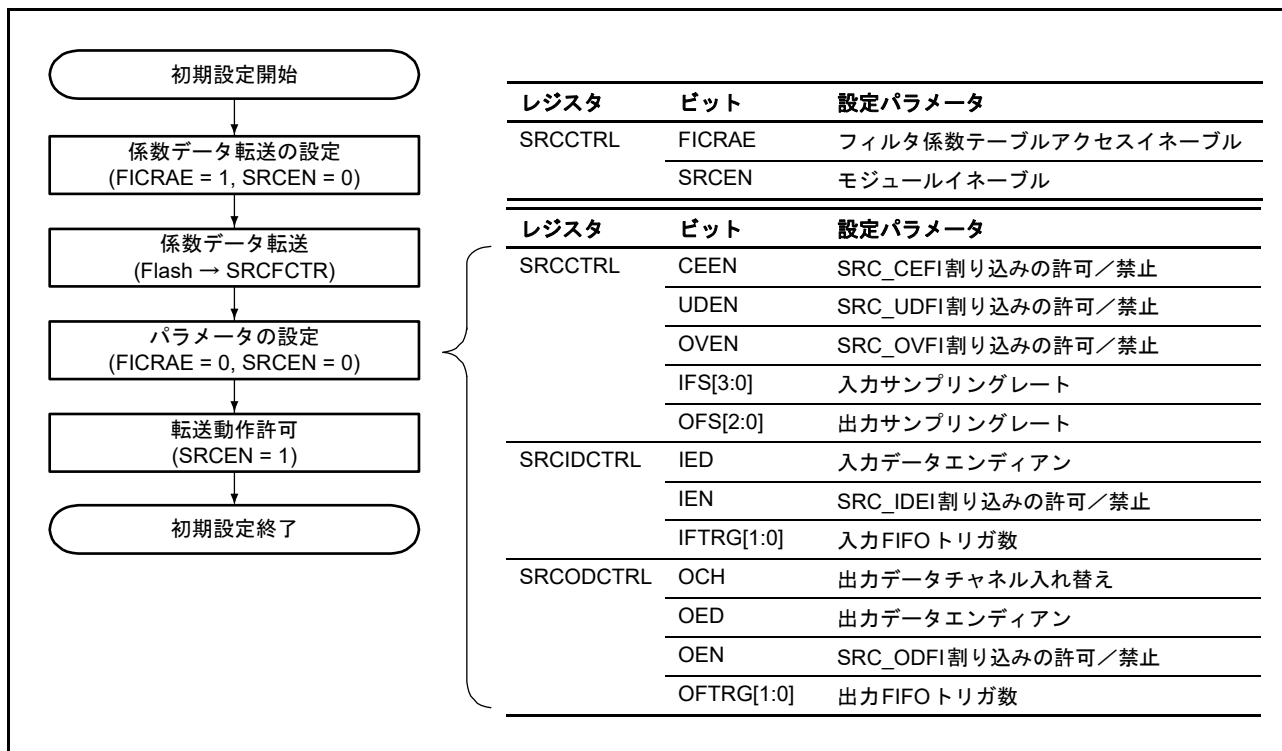 初期設定開始
係数データ転送の設定
(FICRAE = 1, SRCEN = 0)
係数データ転送
(Flash → SRCFCTR)
パラメータの設定
(FICRAE = 0, SRCEN = 0)
転送動作許可
(SRCEN = 1)
初期設定終了
レジスタ ビット 設定パラメータ
SRCCTRL FICRAE フィルタ係数テーブルアクセスイネーブル
SRCEN モジュールイネーブル
レジスタ ビット 設定パラメータ
SRCCTRL CEEN SRC_CEFI割り込みの許可／禁止
UDEN SRC_UDFI割り込みの許可／禁止
OVEN SRC_OVFI割り込みの許可／禁止
IFS[3:0] 入力サンプリングレート
OFS[2:0] 出力サンプリングレート
SRCIDCTRL IED 入力データエンディアン
IEN SRC_IDEI割り込みの許可／禁止
IFTRG[1:0] 入力FIFOトリガ数
SRCODCTRL OCH 出力データチャネル入れ替え
OED 出力データエンディアン
OEN SRC_ODFI割り込みの許可／禁止
OFTRG[1:0] 出力FIFOトリガ数